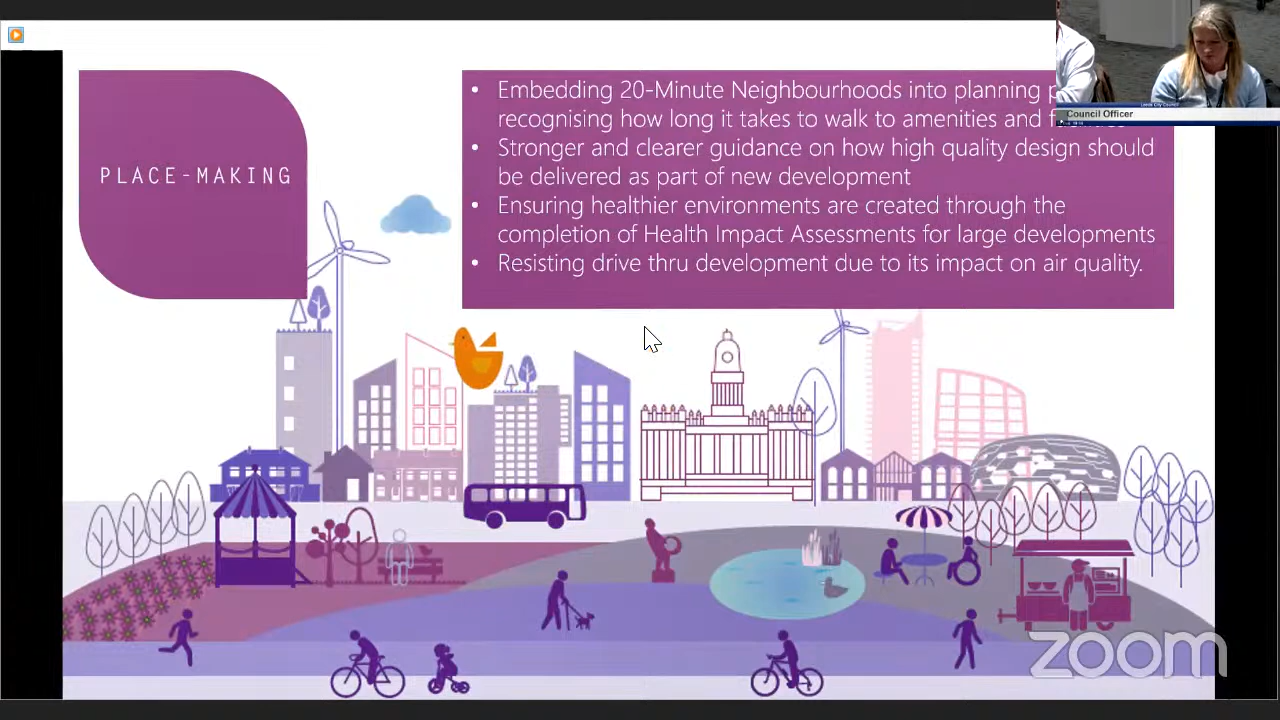 PLACE-MAKING
• Embedding 20-Minute Neighbourhoods into planning
recognising how long it takes to walk to amenities and
• Stronger and clearer guidance on how high quality design should
be delivered as part of new development
• Ensuring healthier environments are created through the
completion of Health Impact Assessments for large developments
• Resisting drive thru development due to its impact on air quality.
Leeds City Council
Council Officer
zoom